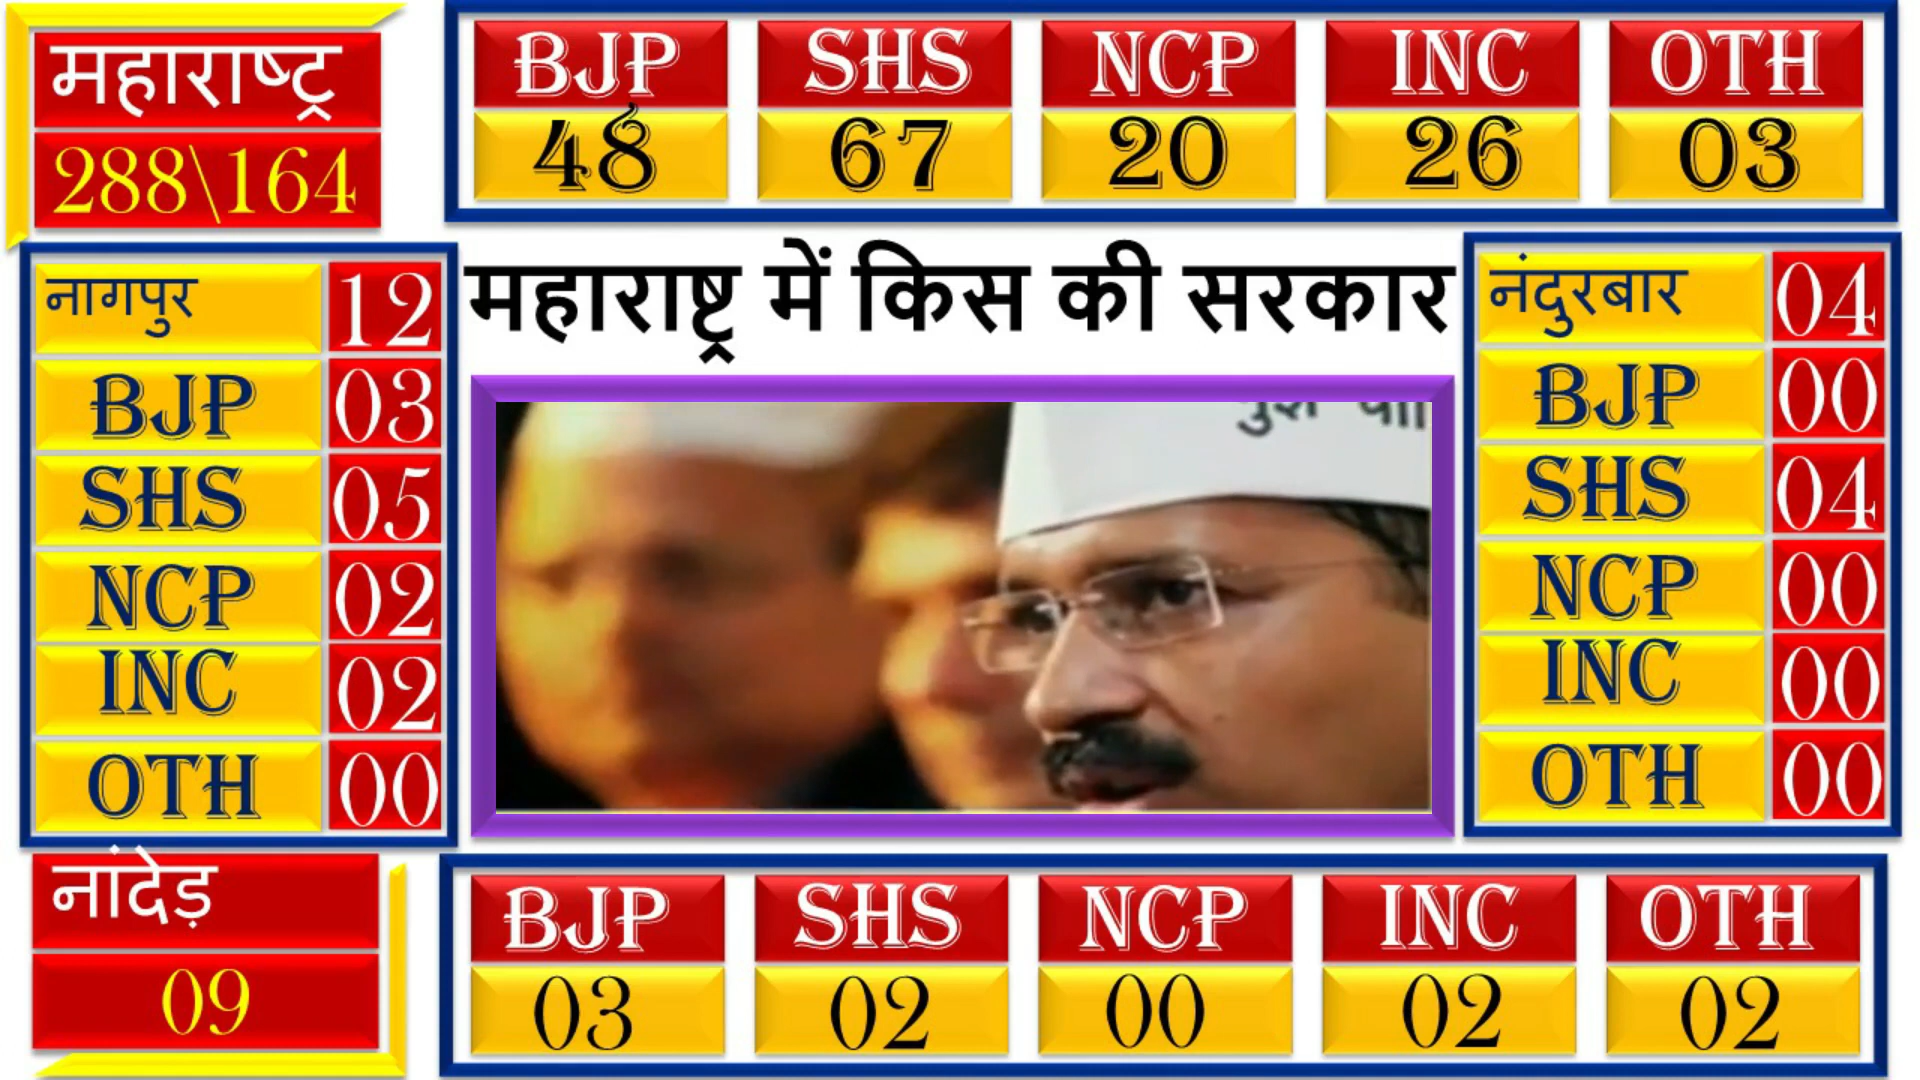 महाराष्ट्र
288\164
BJP SHS NCP INC OTH
48 67 20 26 03
महाराष्ट्र में किस की सरकार
नागपुर 12
BJP 03
SHS 05
NCP 02
INC 02
OTH 00
नंदुरबार 04
BJP 00
SHS 04
NCP 00
INC 00
OTH 00
नांदेड़
09
BJP SHS NCP INC OTH
03 02 00 02 02